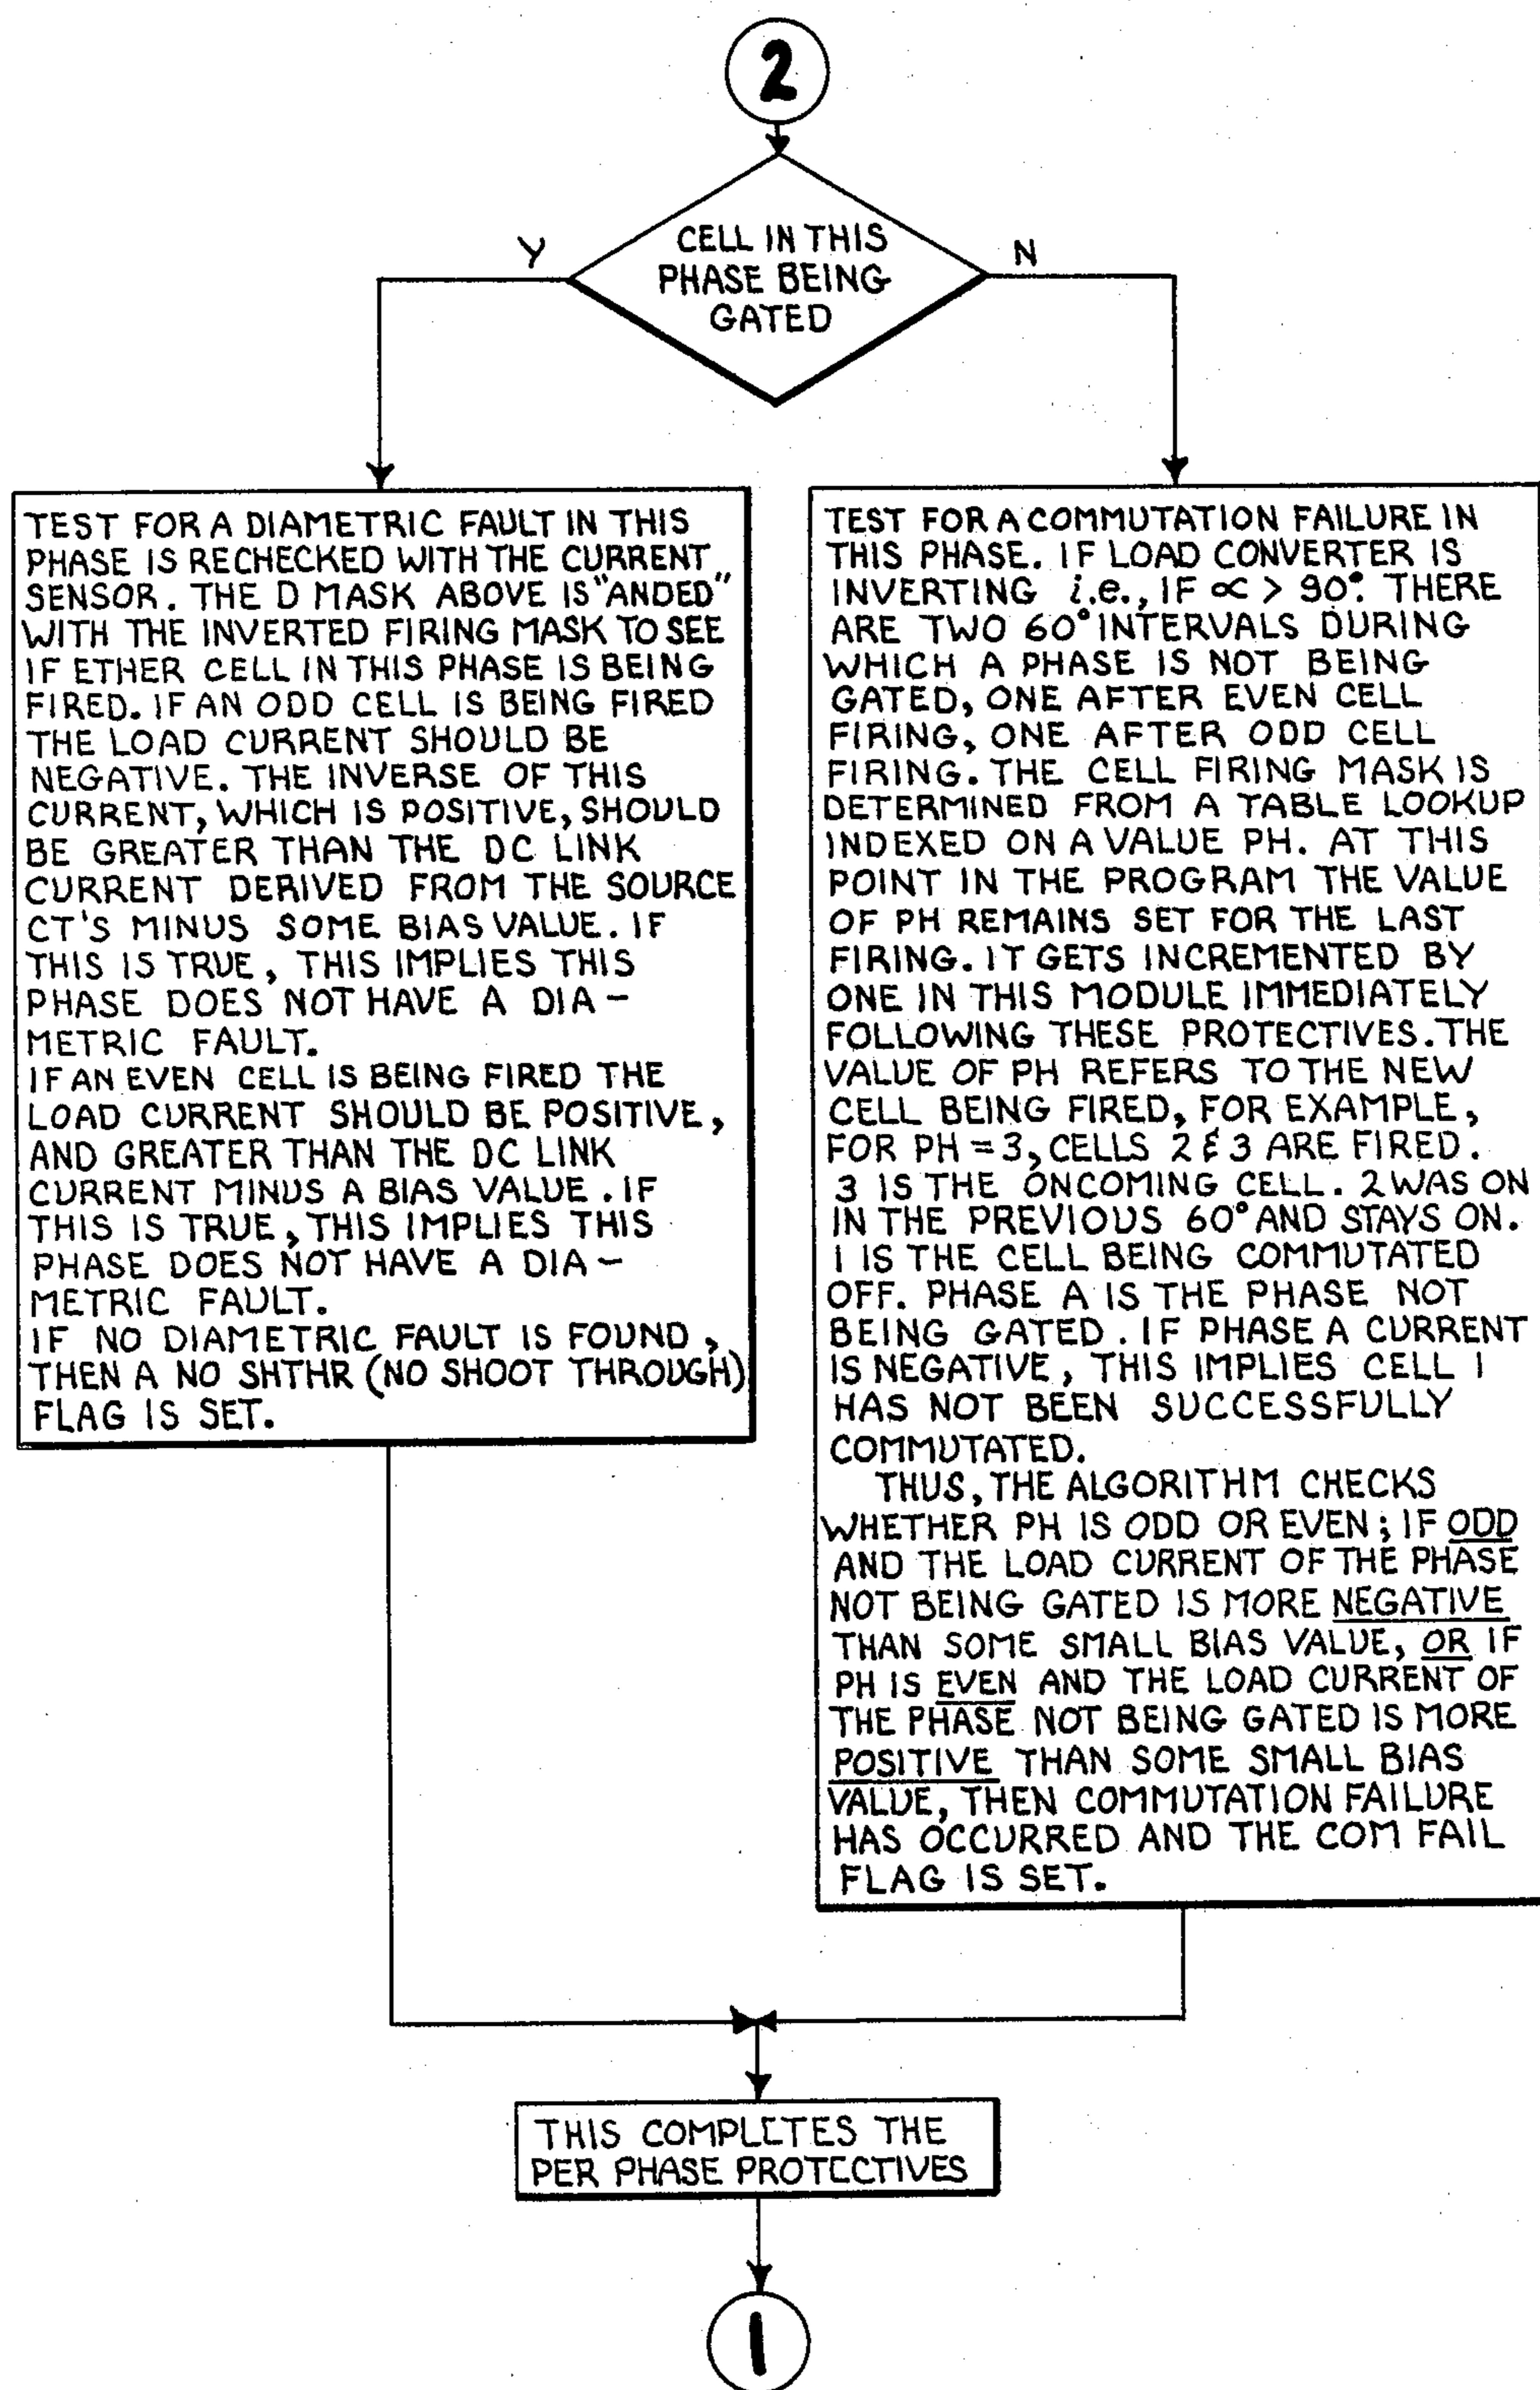 2
CELL IN THIS
PHASE BEING
GATED
Y
N
TEST FOR A DIAMETRIC FAULT IN THIS
PHASE IS RECHECKED WITH THE CURRENT
SENSOR. THE D MASK ABOVE IS "ANDED"
WITH THE INVERTED FIRING MASK TO SEE
IF ETHER CELL IN THIS PHASE IS BEING
FIRED. IF AN ODD CELL IS BEING FIRED
THE LOAD CURRENT SHOULD BE
NEGATIVE. THE INVERSE OF THIS
CURRENT, WHICH IS POSITIVE, SHOULD
BE GREATER THAN THE DC LINK
CURRENT DERIVED FROM THE SOURCE
CT'S MINUS SOME BIAS VALUE. IF
THIS IS TRUE, THIS IMPLIES THIS
PHASE DOES NOT HAVE A DIA-
METRIC FAULT.
IF AN EVEN CELL IS BEING FIRED THE
LOAD CURRENT SHOULD BE POSITIVE,
AND GREATER THAN THE DC LINK
CURRENT MINUS A BIAS VALUE. IF
THIS IS TRUE, THIS IMPLIES THIS
PHASE DOES NOT HAVE A DIA-
METRIC FAULT.
IF NO DIAMETRIC FAULT IS FOUND,
THEN A NO SHTHR (NO SHOOT THROUGH)
FLAG IS SET.
TEST FOR A COMMUTATION FAILURE IN
THIS PHASE. IF LOAD CONVERTER IS
INVERTING i.e., IF ∝ > 90°. THERE
ARE TWO 60° INTERVALS DURING
WHICH A PHASE IS NOT BEING
GATED, ONE AFTER EVEN CELL
FIRING, ONE AFTER ODD CELL
FIRING. THE CELL FIRING MASK IS
DETERMINED FROM A TABLE LOOKUP
INDEXED ON A VALUE PH. AT THIS
POINT IN THE PROGRAM THE VALUE
OF PH REMAINS SET FOR THE LAST
FIRING. IT GETS INCREMENTED BY
ONE IN THIS MODULE IMMEDIATELY
FOLLOWING THESE PROTECTIVES. THE
VALUE OF PH REFERS TO THE NEW
CELL BEING FIRED, FOR EXAMPLE,
FOR PH = 3, CELLS 2 & 3 ARE FIRED.
3 IS THE ONCOMING CELL. 2 WAS ON
IN THE PREVIOUS 60° AND STAYS ON.
1 IS THE CELL BEING COMMUTATED
OFF. PHASE A IS THE PHASE NOT
BEING GATED. IF PHASE A CURRENT
IS NEGATIVE, THIS IMPLIES CELL 1
HAS NOT BEEN SUCCESSFULLY
COMMUTATED.
THUS, THE ALGORITHM CHECKS
WHETHER PH IS ODD OR EVEN; IF ODD
AND THE LOAD CURRENT OF THE PHASE
NOT BEING GATED IS MORE NEGATIVE
THAN SOME SMALL BIAS VALUE, OR IF
PH IS EVEN AND THE LOAD CURRENT OF
THE PHASE NOT BEING GATED IS MORE
POSITIVE THAN SOME SMALL BIAS
VALUE, THEN COMMUTATION FAILURE
HAS OCCURRED AND THE COM FAIL
FLAG IS SET.
THIS COMPLETES THE
PER PHASE PROTECTIVES
1